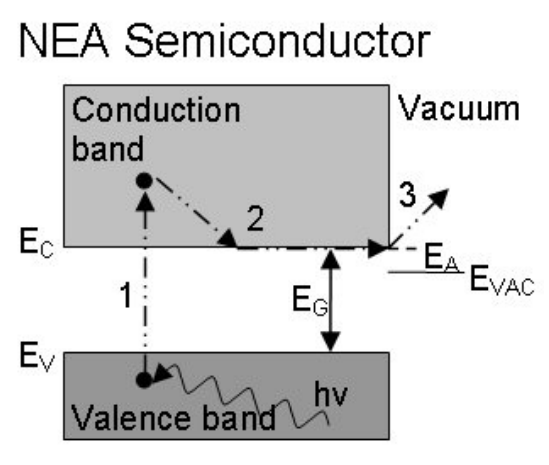 NEA Semiconductor
Conduction
band
Vacuum
3
2
E_C
E_A
E_VAC
1
E_G
E_V
hv
Valence band